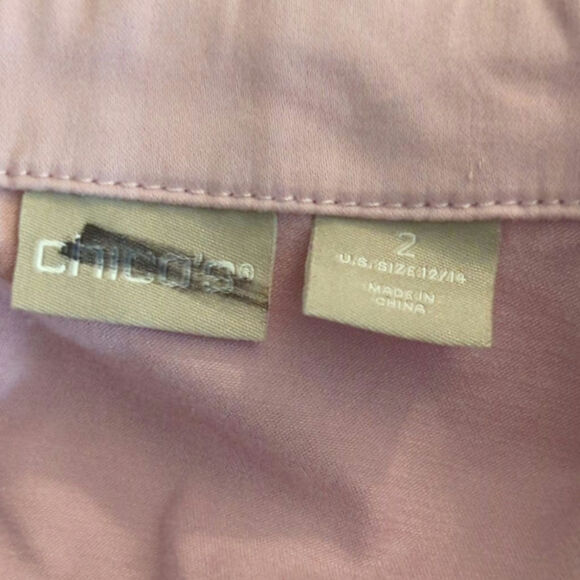 chico's®
2
U.S. SIZE 12/14
MADE IN
CHINA